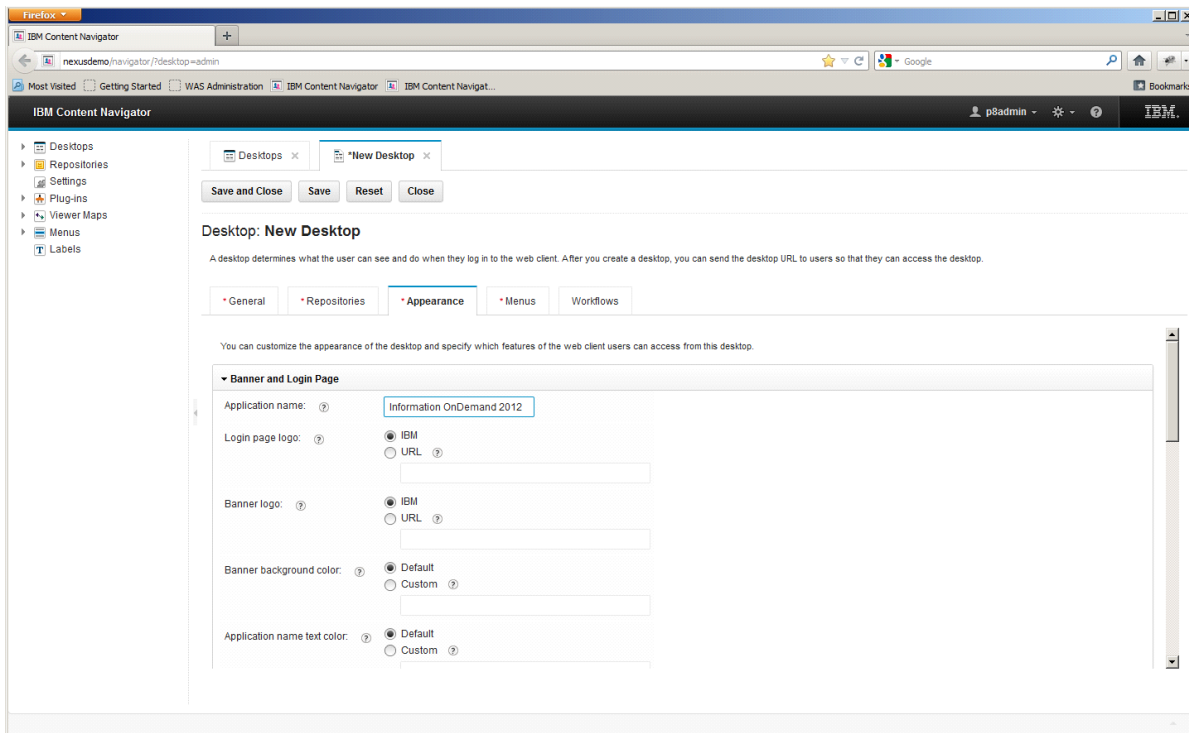 Firefox
IBM Content Navigator
nexusdemo/navigator/?desktop=admin
Google
Most Visited Getting Started WAS Administration IBM Content Navigator IBM Content Navigat... Bookmarks
IBM Content Navigator p8admin IBM.
Desktops
Repositories
Settings
Plug-ins
Viewer Maps
Menus
Labels
Desktops *New Desktop
Save and Close Save Reset Close
Desktop: New Desktop
A desktop determines what the user can see and do when they log in to the web client. After you create a desktop, you can send the desktop URL to users so that they can access the desktop.
* General * Repositories * Appearance * Menus Workflows
You can customize the appearance of the desktop and specify which features of the web client users can access from this desktop.
Banner and Login Page
Application name: ? Information OnDemand 2012
Login page logo: ? IBM
URL ?
Banner logo: ? IBM
URL ?
Banner background color: ? Default
Custom ?
Application name text color: ? Default
Custom ?